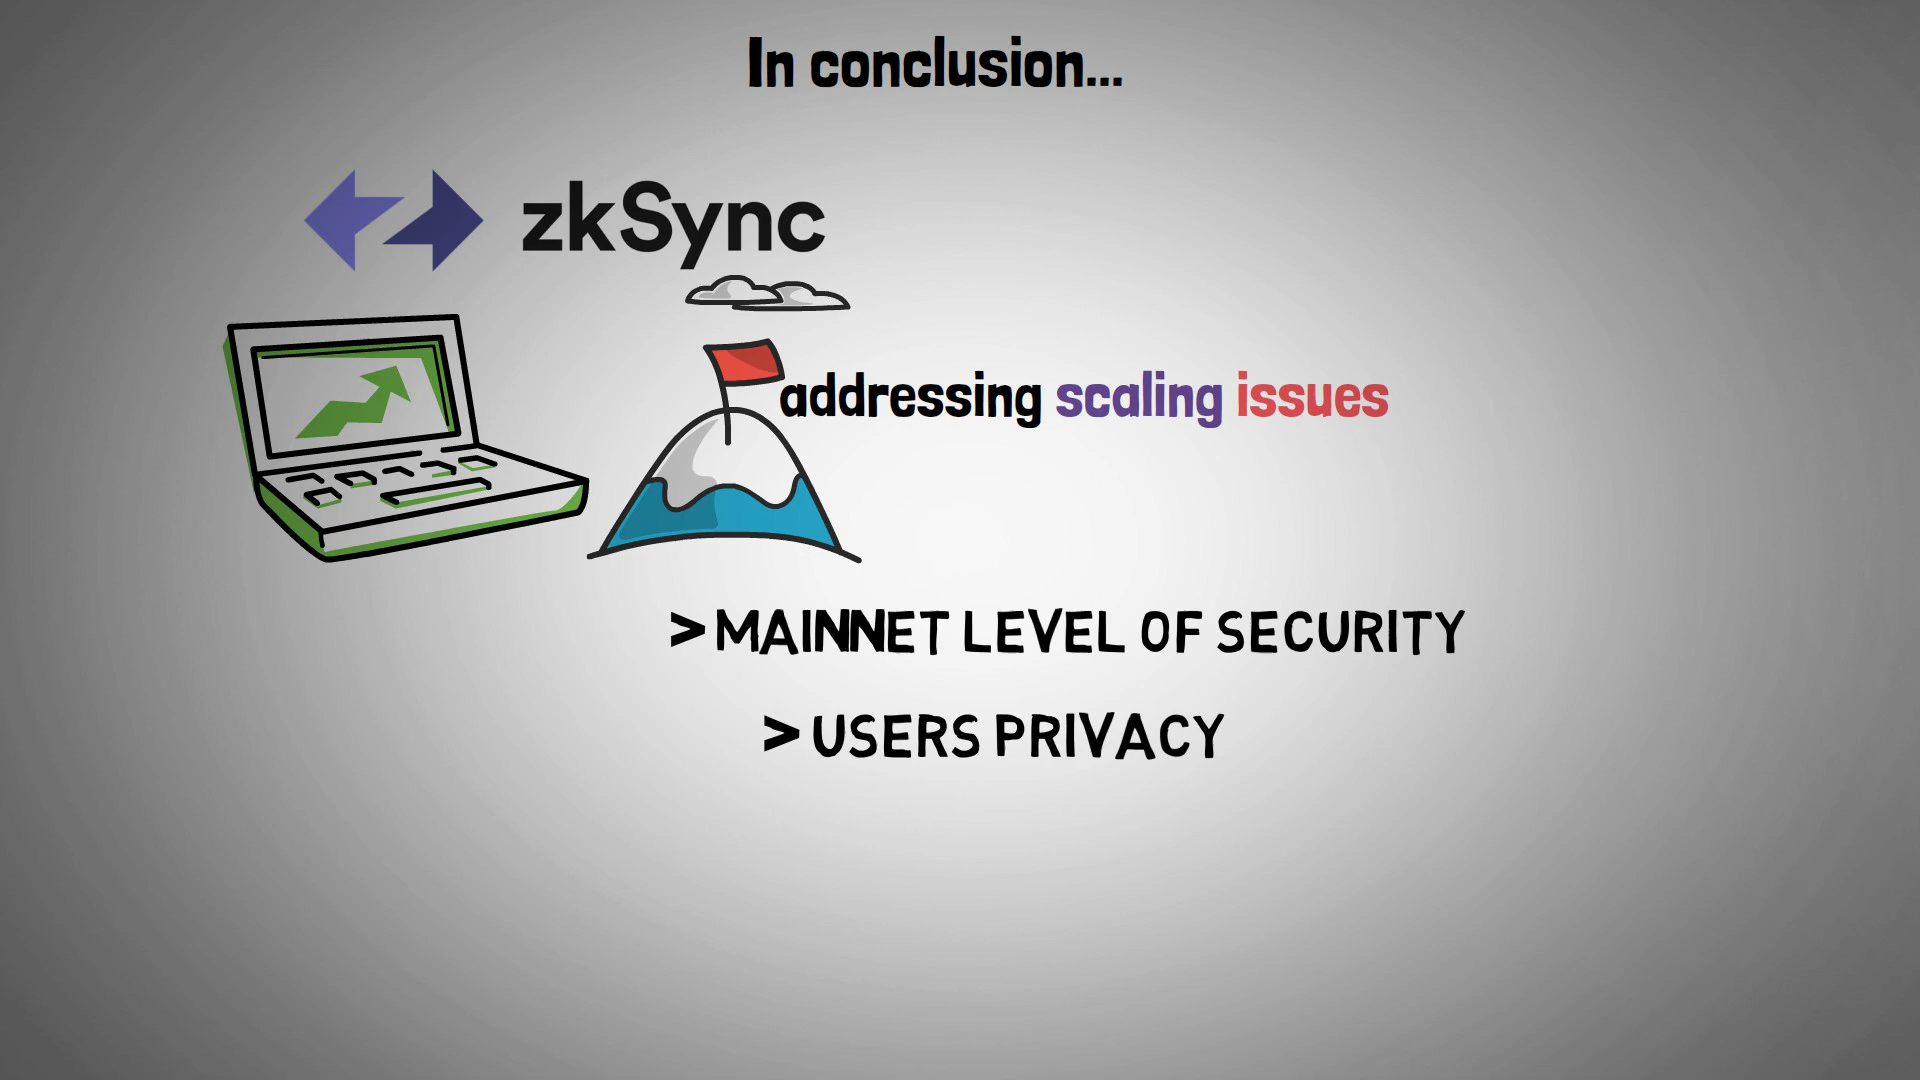 In conclusion...
zkSync
addressing scaling issues
> MAINNET LEVEL OF SECURITY
> USERS PRIVACY